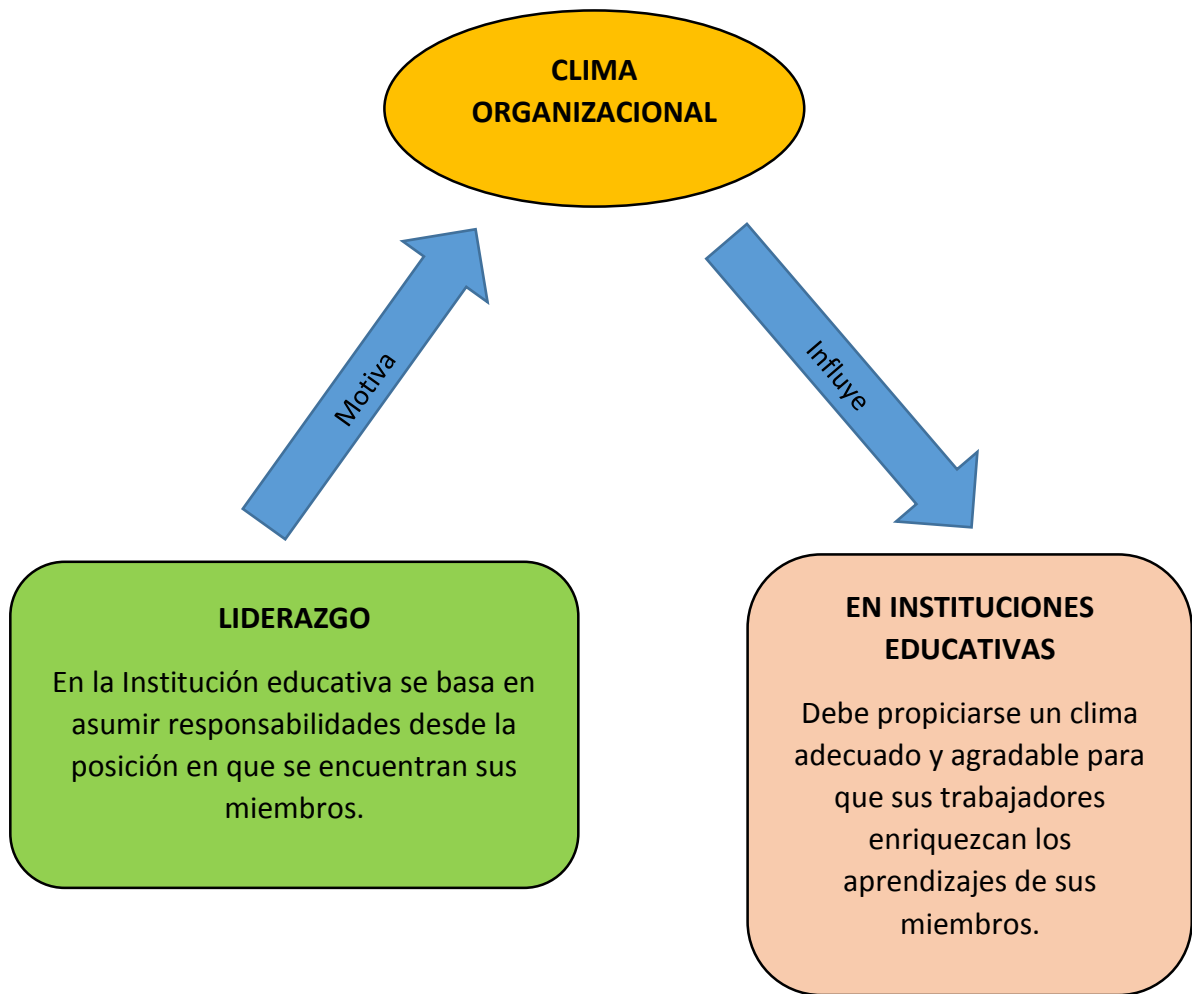 CLIMA
ORGANIZACIONAL
Motiva
Influye
LIDERAZGO
En la Institución educativa se basa en
asumir responsabilidades desde la
posición en que se encuentran sus
miembros.
EN INSTITUCIONES
EDUCATIVAS
Debe propiciarse un clima
adecuado y agradable para
que sus trabajadores
enriquezcan los
aprendizajes de sus
miembros.